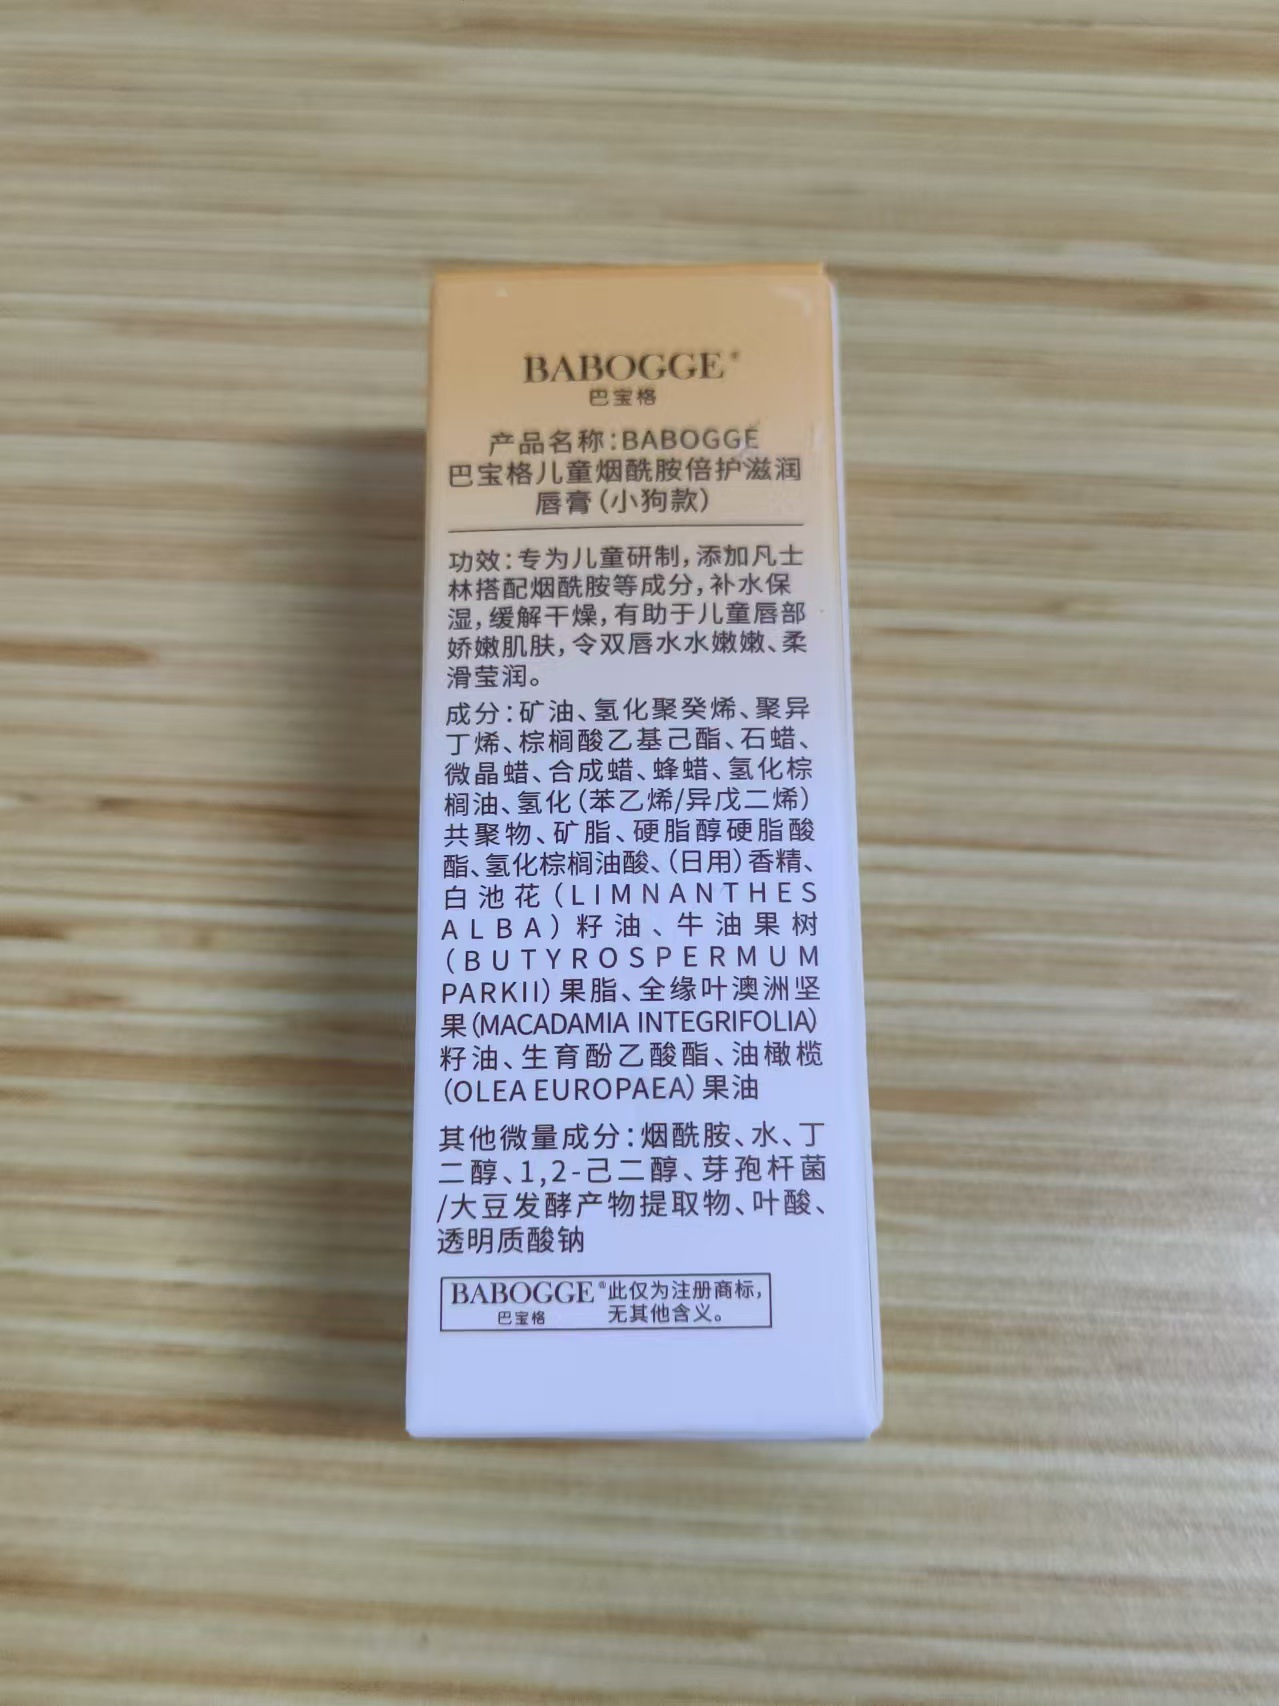 BABOGGE®
巴宝格
产品名称：BABOGGE
巴宝格儿童烟酰胺倍护滋润
唇膏（小狗款）
功效：专为儿童研制，添加凡士
林搭配烟酰胺等成分，补水保
湿，缓解干燥，有助于儿童唇部
娇嫩肌肤，令双唇水水嫩嫩、柔
滑莹润。
成分：矿油、氢化聚癸烯、聚异
丁烯、棕榈酸乙基己酯、石蜡、
微晶蜡、合成蜡、蜂蜡、氢化棕
榈油、氢化（苯乙烯/异戊二烯）
共聚物、矿脂、硬脂醇硬脂酸
酯、氢化棕榈油酸、（日用）香精、
白池花（LIMNANTHES
ALBA）籽油、牛油果树
（BUTYROSPERMUM
PARKII）果脂、全缘叶澳洲坚
果（MACADAMIA INTEGRIFOLIA）
籽油、生育酚乙酸酯、油橄榄
（OLEA EUROPAEA）果油
其他微量成分：烟酰胺、水、丁
二醇、1,2-己二醇、芽孢杆菌
/大豆发酵产物提取物、叶酸、
透明质酸钠
BABOGGE®此仅为注册商标，
巴宝格 无其他含义。